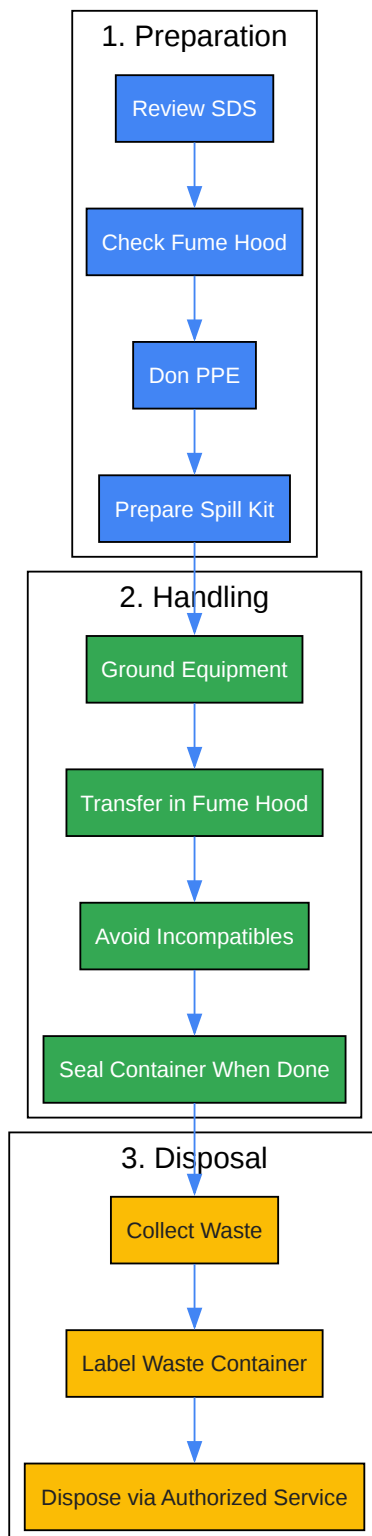 1. Preparation
Review SDS
Check Fume Hood
Don PPE
Prepare Spill Kit
2. Handling
Ground Equipment
Transfer in Fume Hood
Avoid Incompatibles
Seal Container When Done
3. Disposal
Collect Waste
Label Waste Container
Dispose via Authorized Service